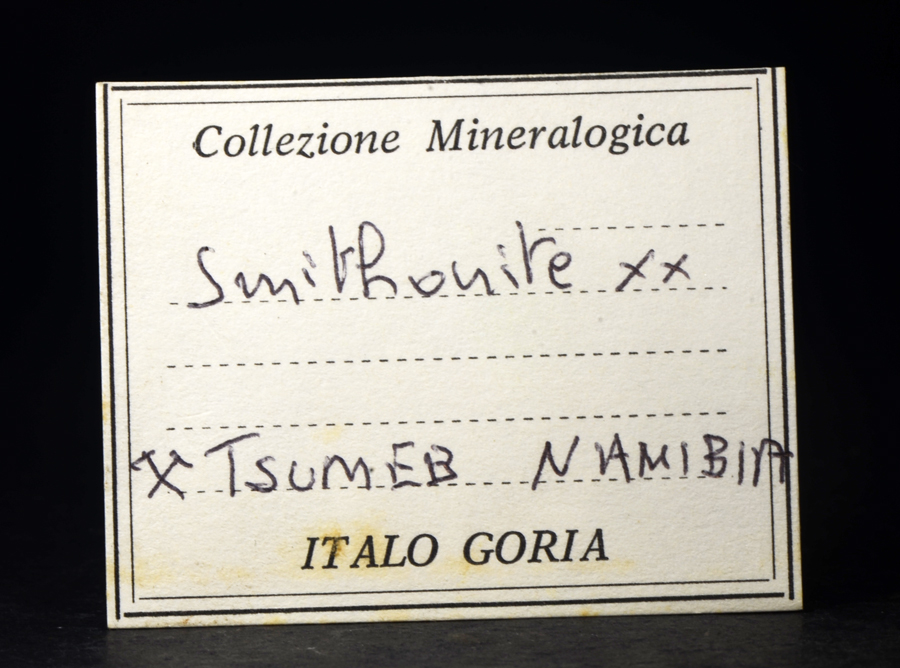 Collezione Mineralogica
Smithonite xx
⚒ TSUMEB NAMIBIA
ITALO GORIA